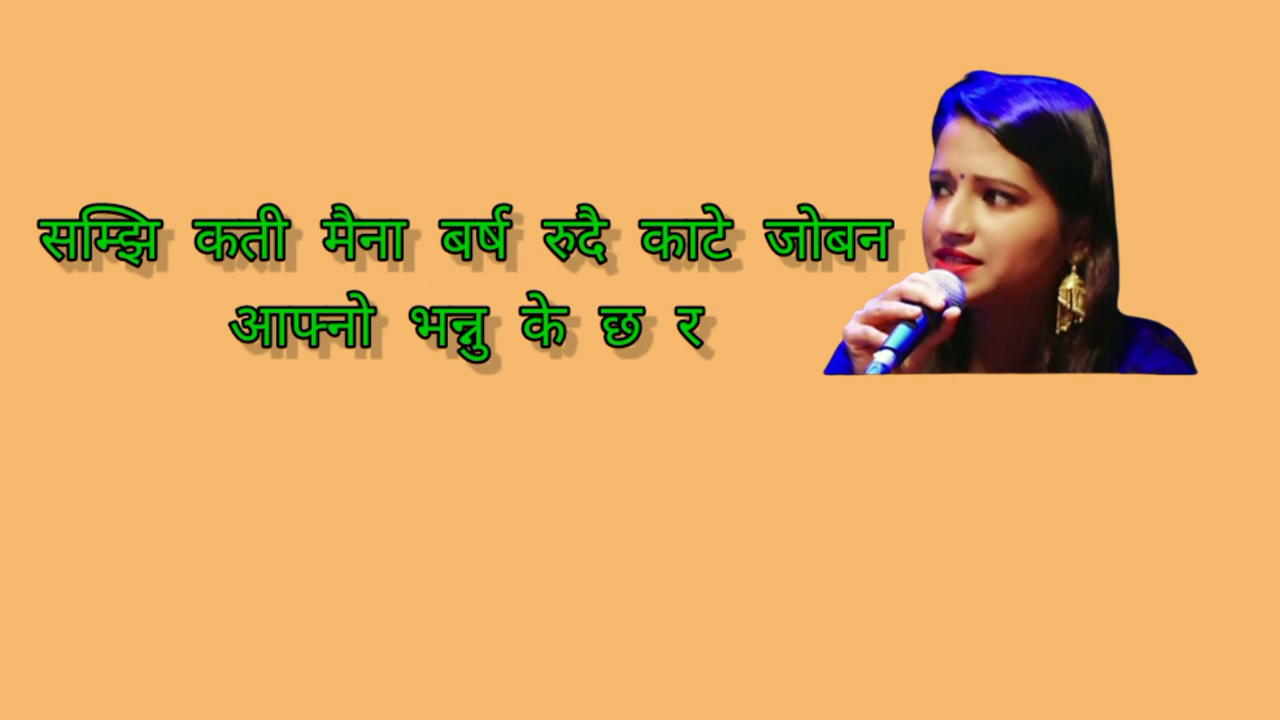 सम्झि कती मैना बर्ष रुदै काटे जोबन
आफ्नो भन्नु के छ र